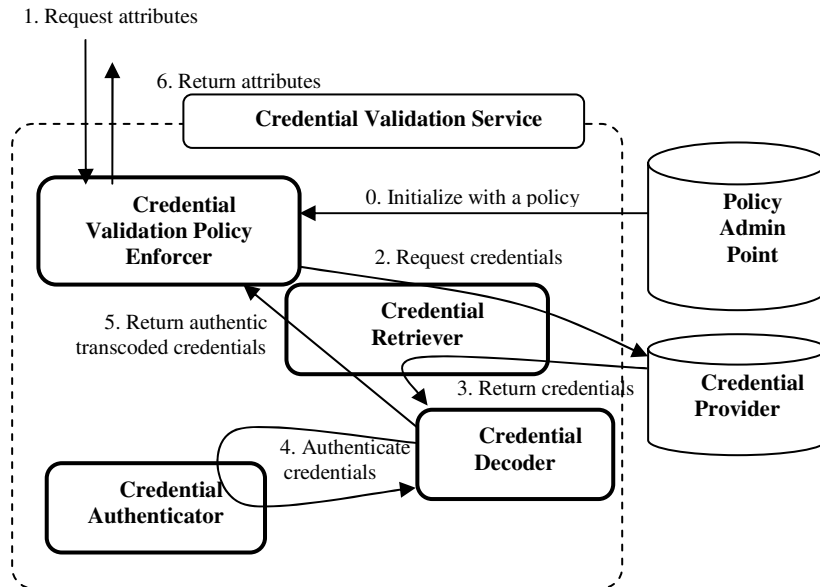 1. Request attributes
6. Return attributes
Credential Validation Service
Credential
Validation Policy
Enforcer
0. Initialize with a policy
Policy
Admin
Point
2. Request credentials
Credential
Retriever
5. Return authentic
transcoded credentials
3. Return credentials
Credential
Provider
4. Authenticate
credentials
Credential
Decoder
Credential
Authenticator